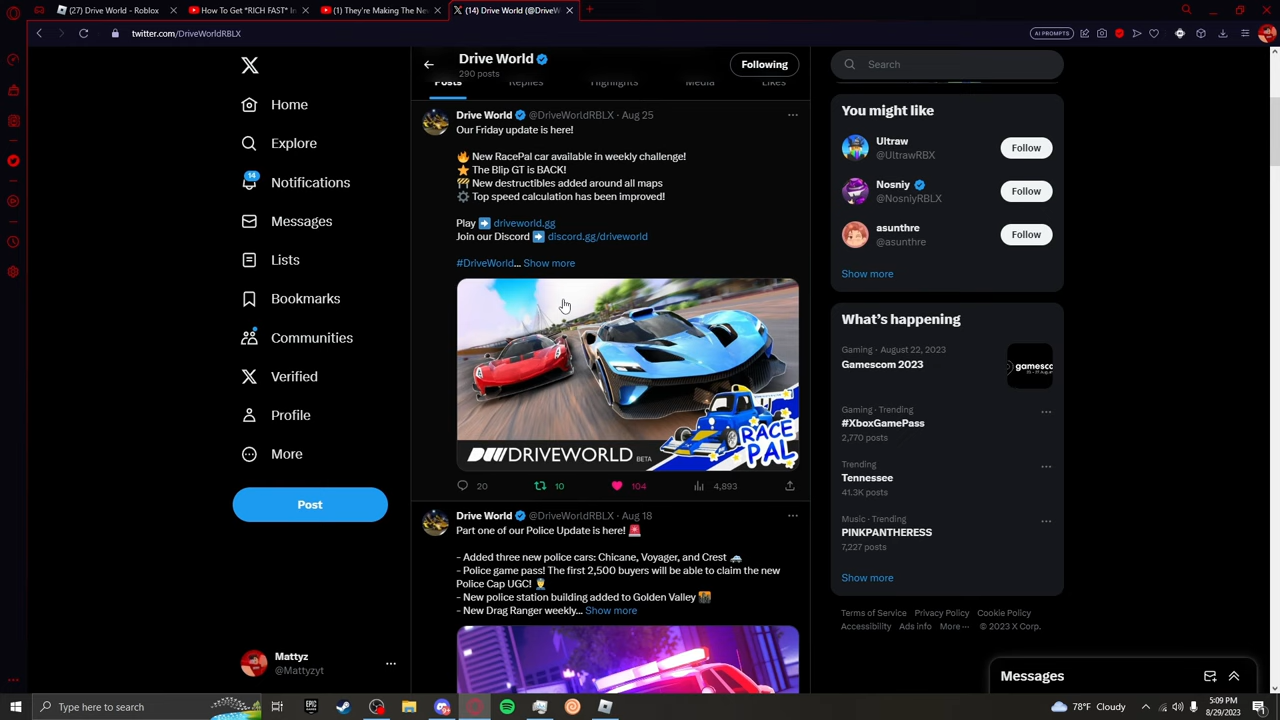 (27) Drive World - Roblox
How To Get *RICH FAST* In
(1) They're Making The Ne
(14) Drive World (@DriveW
twitter.com/DriveWorldRBLX
AI PROMPTS
Home
Explore
14
Notifications
Messages
Lists
Bookmarks
Communities
Verified
Profile
More
Post
Mattyz
@Mattyzyt
Drive World
290 posts
Following
Posts
Replies
Highlights
Media
Likes
Drive World @DriveWorldRBLX · Aug 25
Our Friday update is here!
🔥 New RacePal car available in weekly challenge!
⭐ The Blip GT is BACK!
🚧 New destructibles added around all maps
⚙️ Top speed calculation has been improved!
Play ➡️ driveworld.gg
Join our Discord ➡️ discord.gg/driveworld
#DriveWorld... Show more
RACE
PAL
DRIVEWORLD BETA
20
10
104
4,893
Drive World @DriveWorldRBLX · Aug 18
Part one of our Police Update is here! 🚨
- Added three new police cars: Chicane, Voyager, and Crest 🚓
- Police game pass! The first 2,500 buyers will be able to claim the new
Police Cap UGC! 👮
- New police station building added to Golden Valley 🌇
- New Drag Ranger weekly... Show more
Search
You might like
Ultraw
@UltrawRBX
Follow
Nosniy
@NosniyRBLX
Follow
asunthre
@asunthre
Follow
Show more
What's happening
Gaming · August 22, 2023
Gamescom 2023
gamesco
Gaming · Trending
#XboxGamePass
2,770 posts
Trending
Tennessee
41.3K posts
Music · Trending
PINKPANTHERESS
7,227 posts
Show more
Terms of Service Privacy Policy Cookie Policy
Accessibility Ads info More ··· © 2023 X Corp.
Messages
Type here to search
EPIC
78°F Cloudy
5:09 PM
8/29/2023